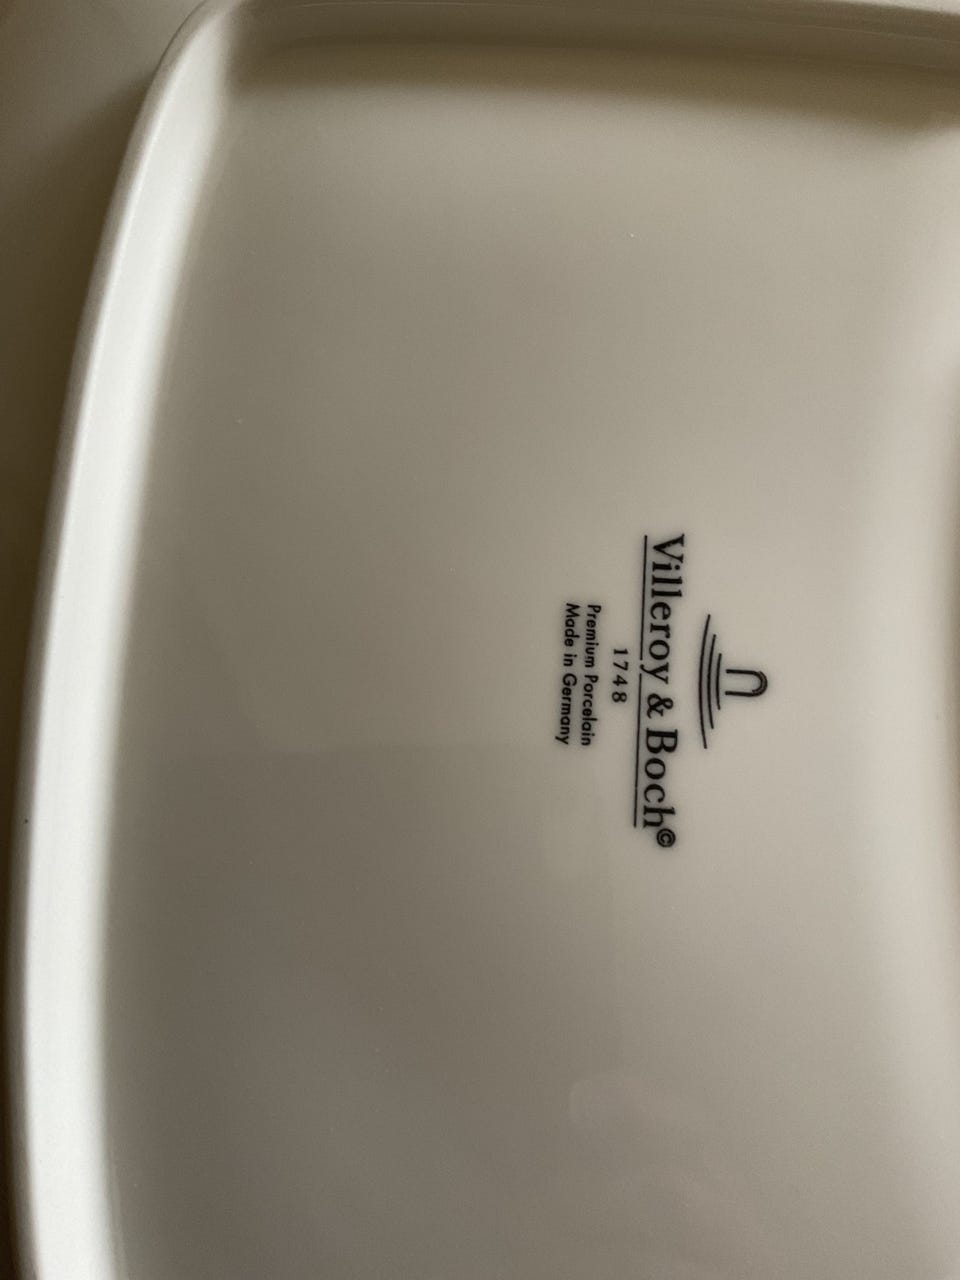 Villeroy & Boch©
1748
Premium Porcelain
Made in Germany